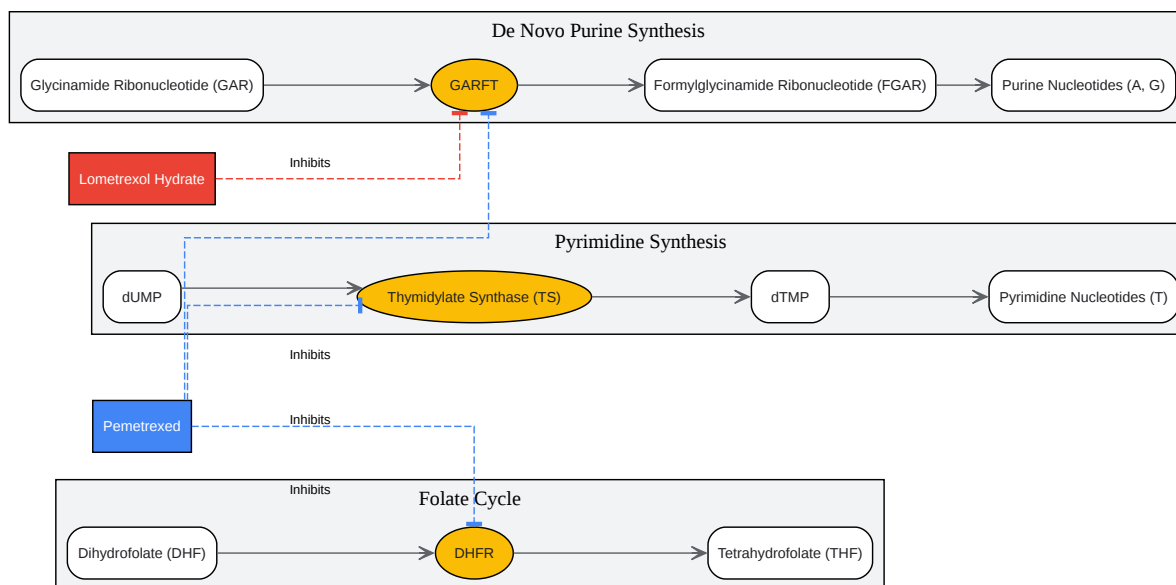 De Novo Purine Synthesis
Glycinamide Ribonucleotide (GAR)
GARFT
Formylglycinamide Ribonucleotide (FGAR)
Purine Nucleotides (A, G)
Inhibits
Lometrexol Hydrate
Pyrimidine Synthesis
dUMP
Thymidylate Synthase (TS)
dTMP
Pyrimidine Nucleotides (T)
Inhibits
Pemetrexed
Inhibits
Inhibits
Folate Cycle
Dihydrofolate (DHF)
DHFR
Tetrahydrofolate (THF)